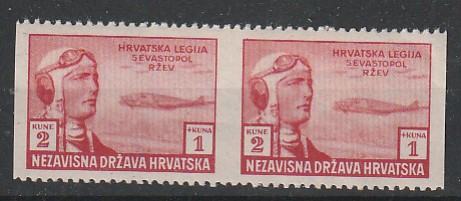 HRVATSKA LEGIJA
SEVASTOPOL
RŽEV
KUNE
2
+KUNA
1
NEZAVISNA DRŽAVA HRVATSKA
HRVATSKA LEGIJA
SEVASTOPOL
RŽEV
KUNE
2
+KUNA
1
NEZAVISNA DRŽAVA HRVATSKA